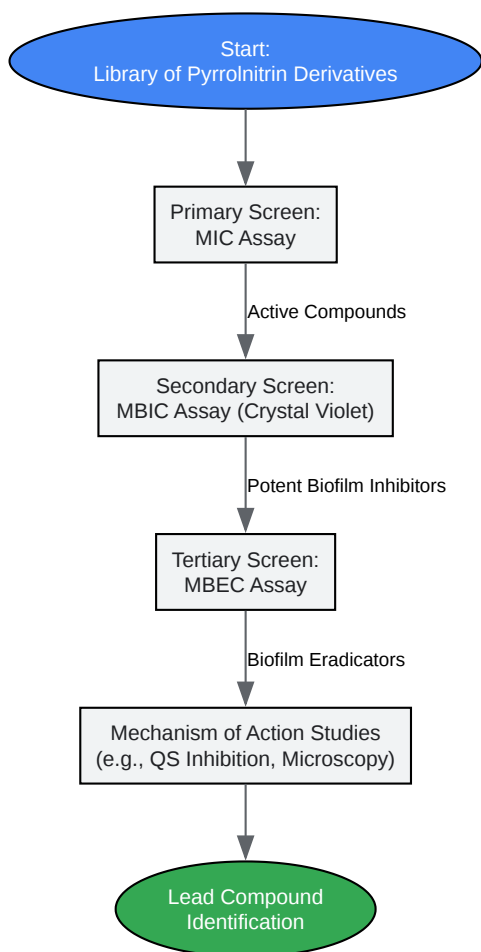 Start:
Library of Pyrrolnitrin Derivatives
Primary Screen:
MIC Assay
Active Compounds
Secondary Screen:
MBIC Assay (Crystal Violet)
Potent Biofilm Inhibitors
Tertiary Screen:
MBEC Assay
Biofilm Eradicators
Mechanism of Action Studies
(e.g., QS Inhibition, Microscopy)
Lead Compound
Identification